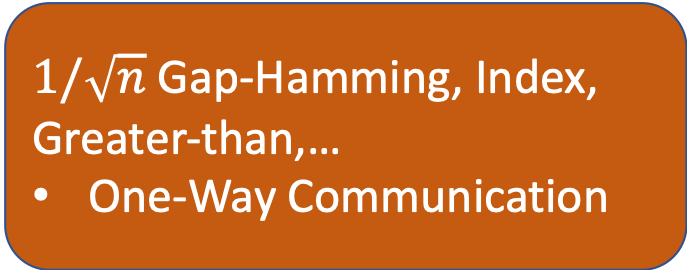 1/√n Gap-Hamming, Index,
Greater-than,…
• One-Way Communication